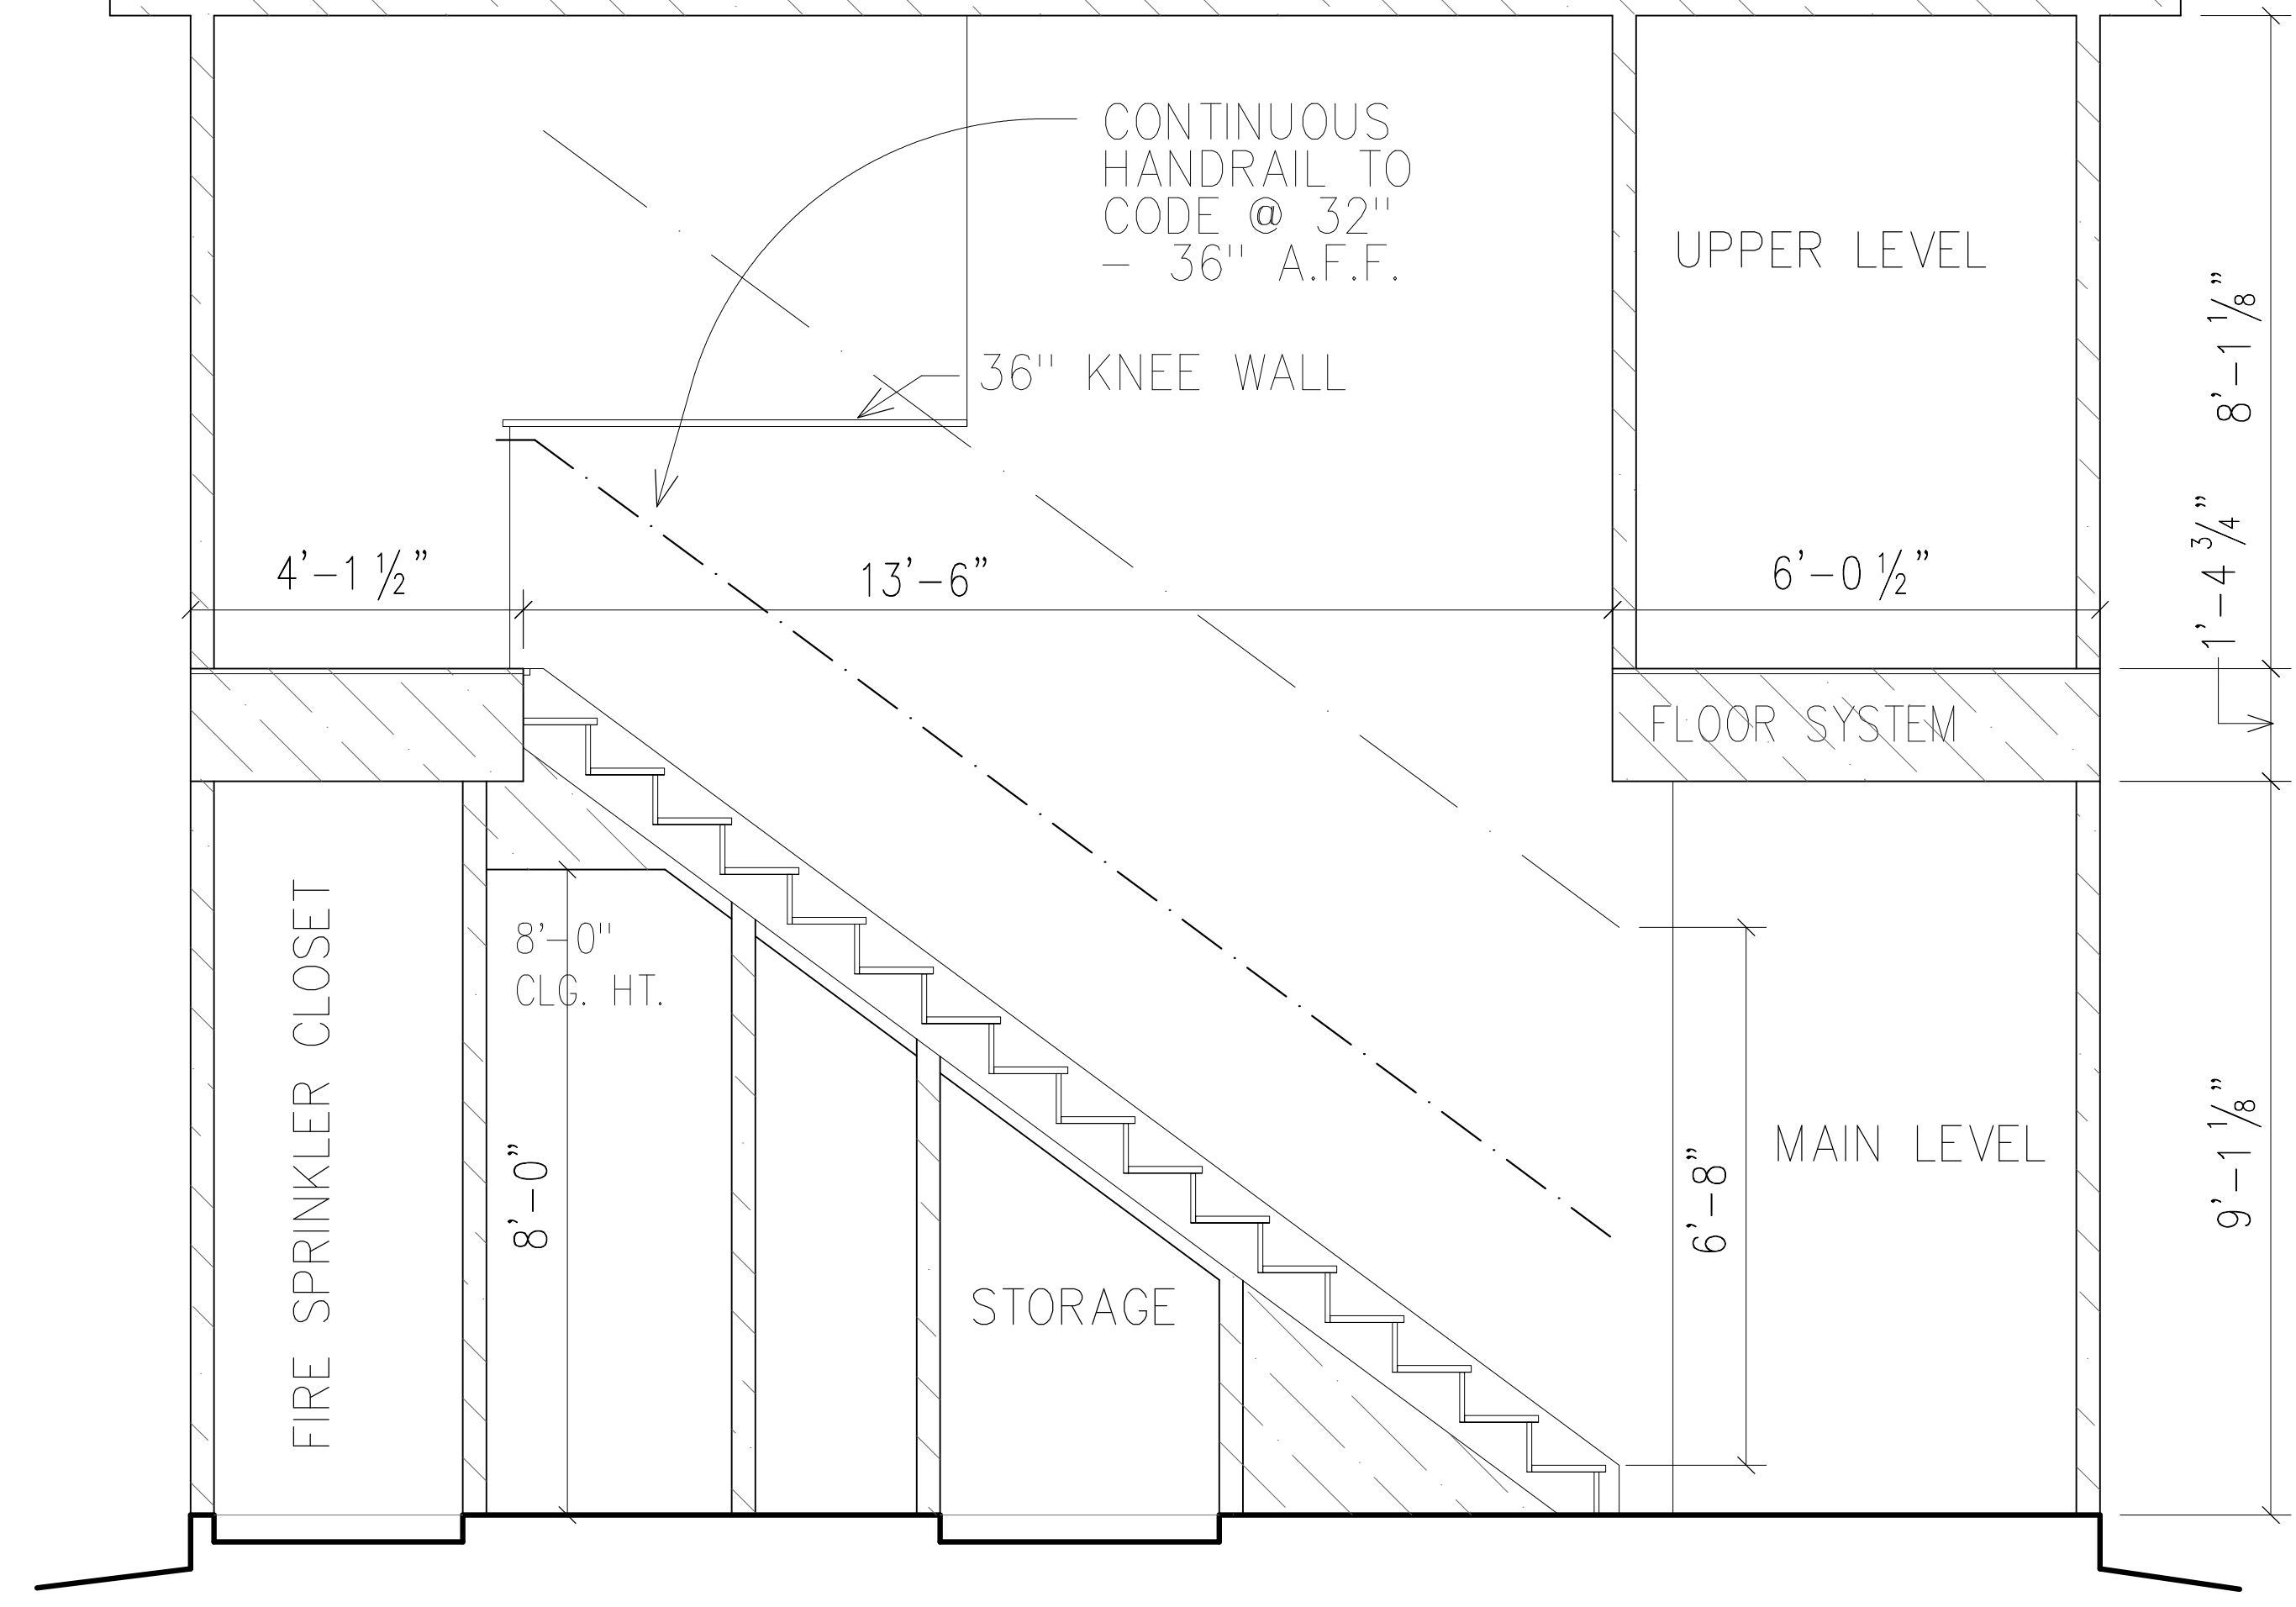 CONTINUOUS
HANDRAIL TO
CODE @ 32"
- 36" A.F.F.
UPPER LEVEL
8'-1 1/8"
36" KNEE WALL
4'-1 1/2"
13'-6"
6'-0 1/2"
1'-4 3/4"
FLOOR SYSTEM
FIRE SPRINKLER CLOSET
8'-0"
CLG. HT.
8'-0"
6'-8"
MAIN LEVEL
9'-1 1/8"
STORAGE